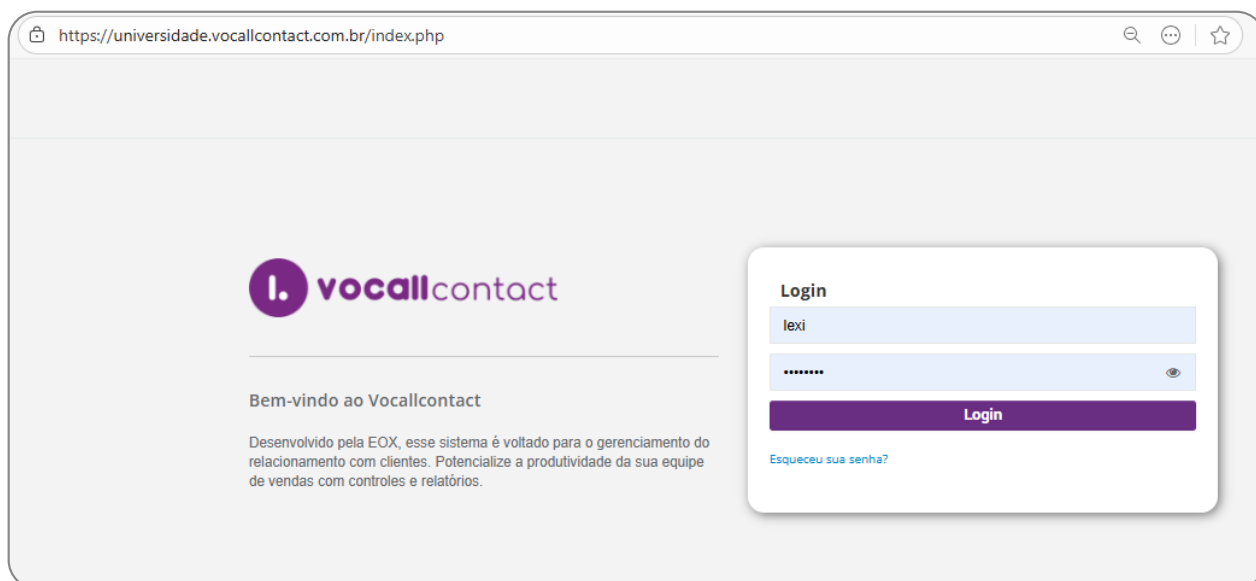 https://universidade.vocallcontact.com.br/index.php
l. vocallcontact
Bem-vindo ao Vocallcontact
Desenvolvido pela EOX, esse sistema é voltado para o gerenciamento do
relacionamento com clientes. Potencialize a produtividade da sua equipe
de vendas com controles e relatórios.
Login
lexi
••••••••
Login
Esqueceu sua senha?